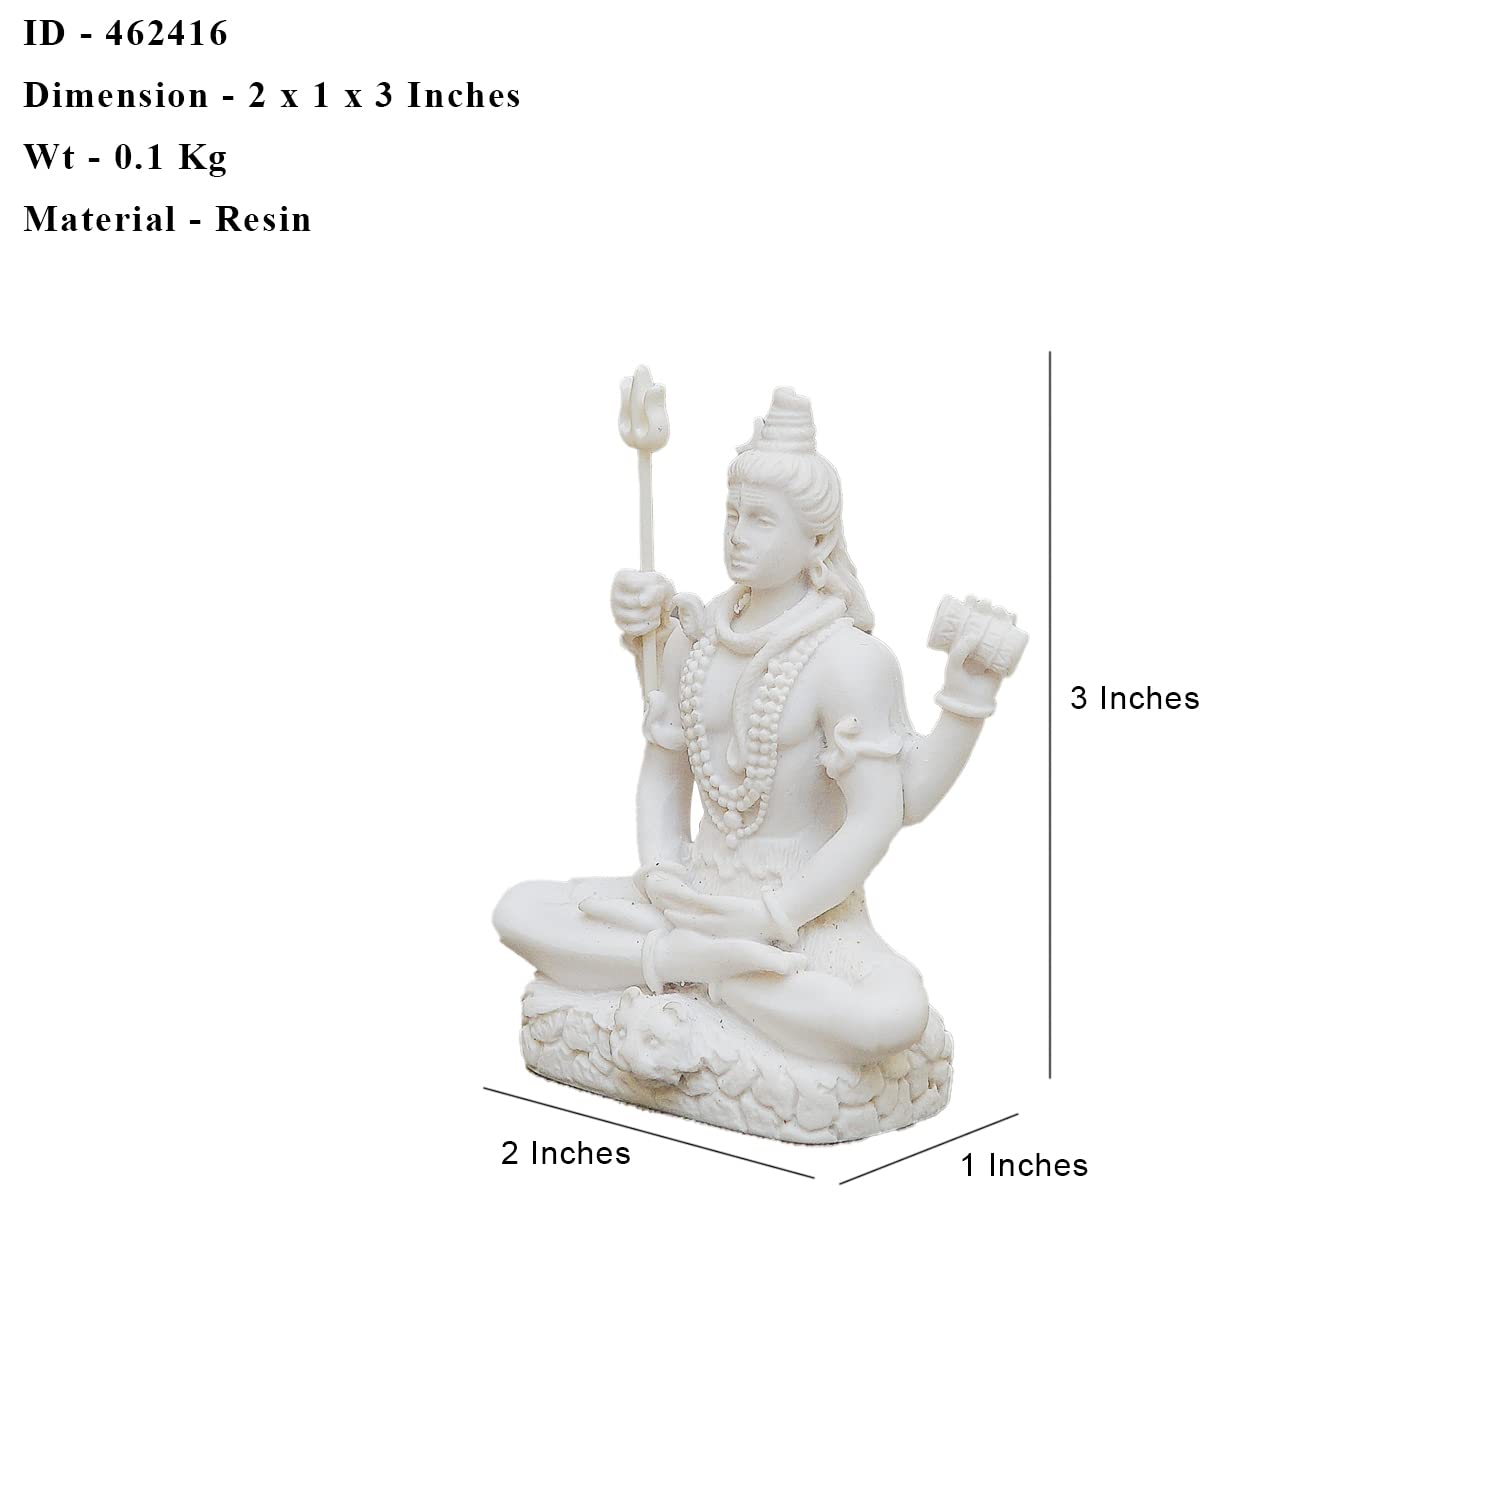 ID - 462416
Dimension - 2 x 1 x 3 Inches
Wt - 0.1 Kg
Material - Resin
3 Inches
2 Inches
1 Inches